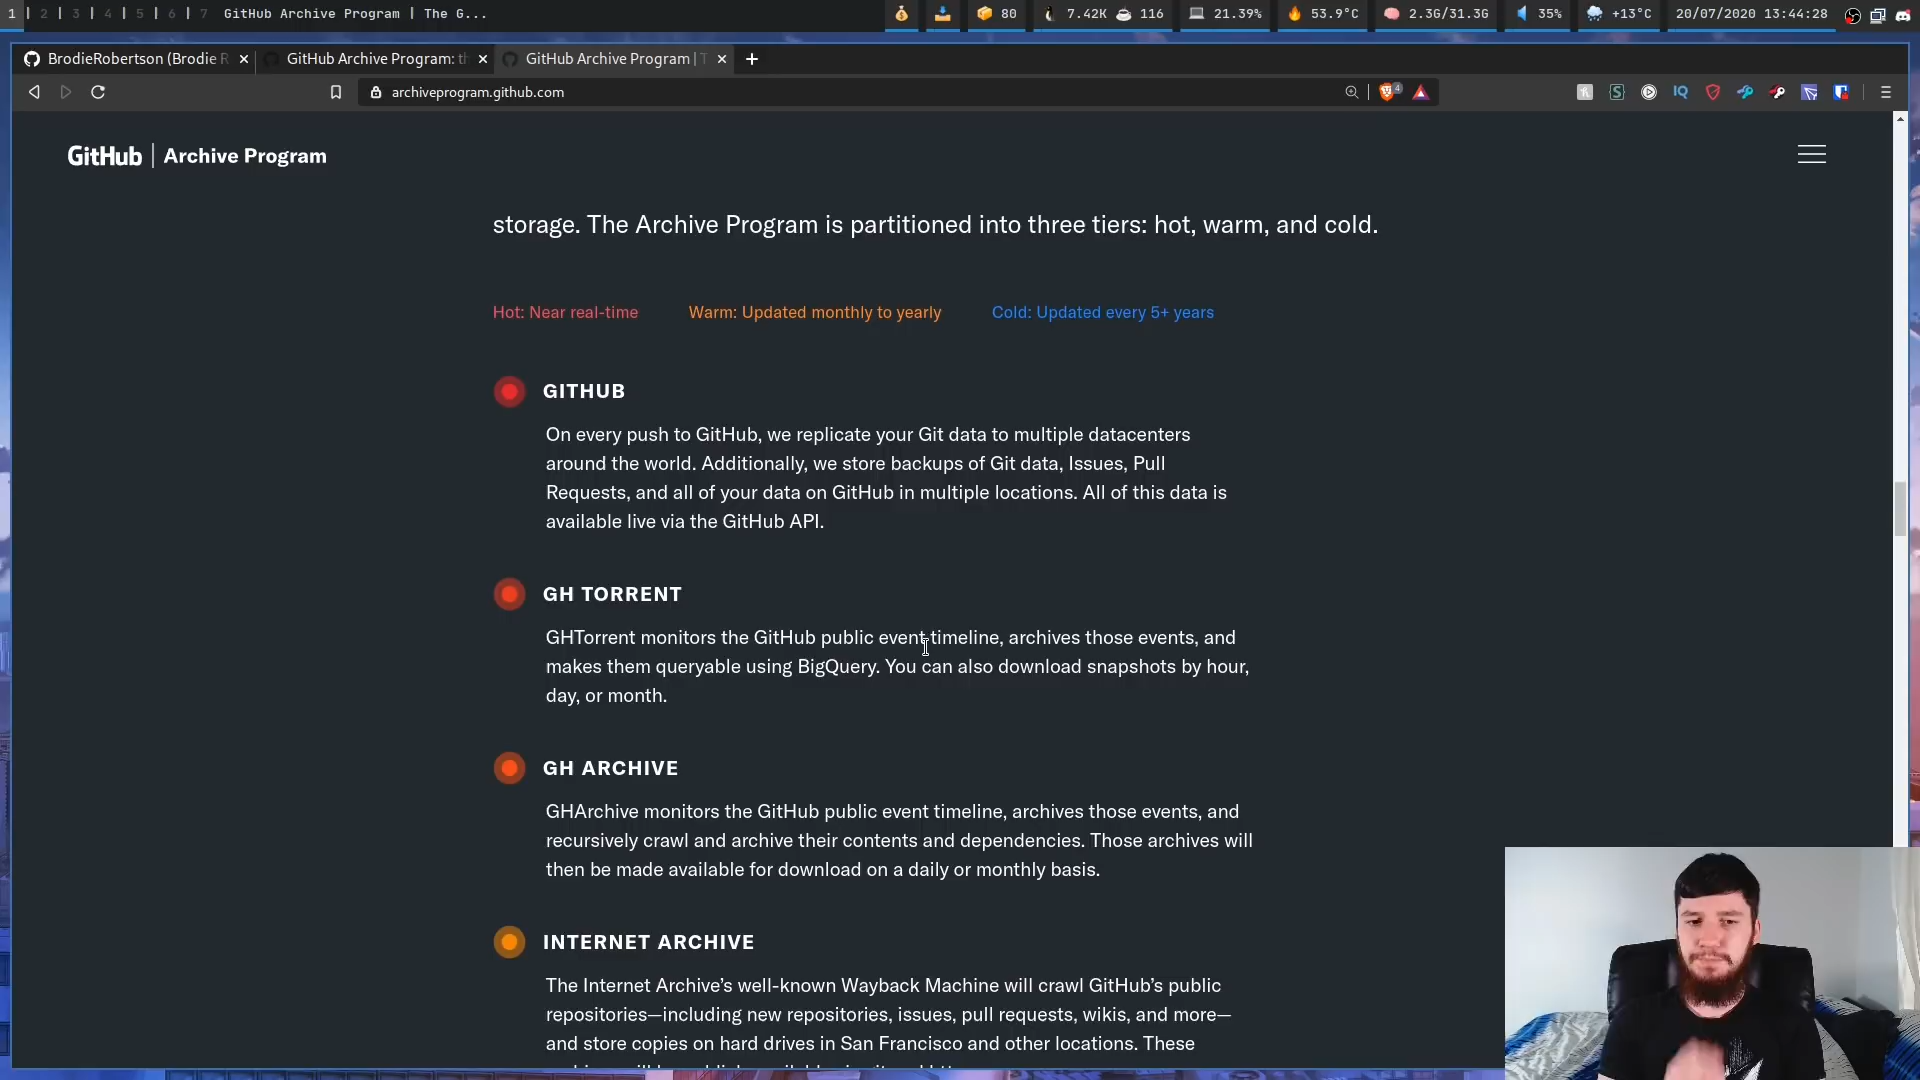 1 | 2 | 3 | 4 | 5 | 6 | 7 GitHub Archive Program | The G... 80 7.42K 116 21.39% 53.9°C 2.3G/31.3G 35% +13°C 20/07/2020 13:44:28
BrodieRobertson (Brodie R GitHub Archive Program: th GitHub Archive Program | T
archiveprogram.github.com 4 S IQ
GitHub | Archive Program
storage. The Archive Program is partitioned into three tiers: hot, warm, and cold.
Hot: Near real-time Warm: Updated monthly to yearly Cold: Updated every 5+ years
GITHUB
On every push to GitHub, we replicate your Git data to multiple datacenters
around the world. Additionally, we store backups of Git data, Issues, Pull
Requests, and all of your data on GitHub in multiple locations. All of this data is
available live via the GitHub API.
GH TORRENT
GHTorrent monitors the GitHub public event timeline, archives those events, and
makes them queryable using BigQuery. You can also download snapshots by hour,
day, or month.
GH ARCHIVE
GHArchive monitors the GitHub public event timeline, archives those events, and
recursively crawl and archive their contents and dependencies. Those archives will
then be made available for download on a daily or monthly basis.
INTERNET ARCHIVE
The Internet Archive's well-known Wayback Machine will crawl GitHub's public
repositories—including new repositories, issues, pull requests, wikis, and more—
and store copies on hard drives in San Francisco and other locations. These